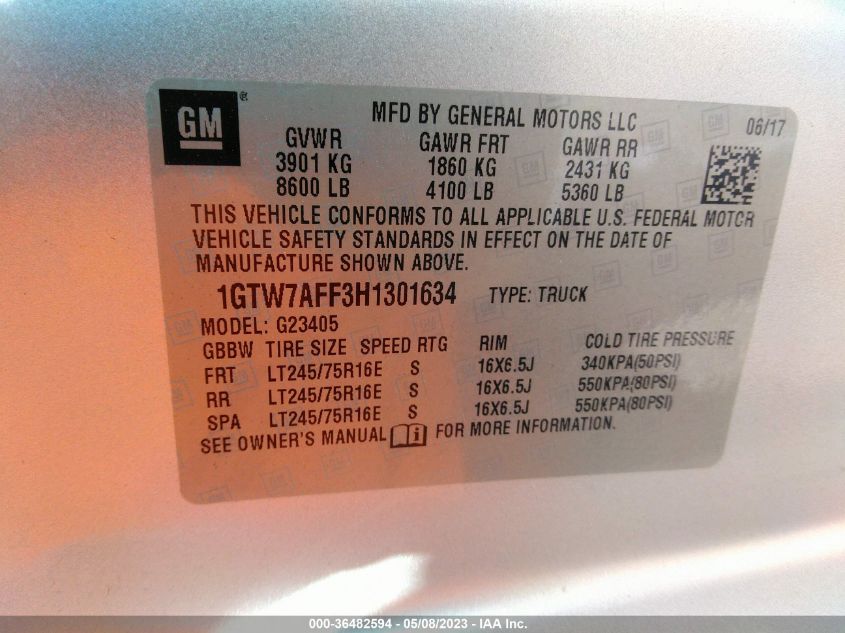 GM ®
MFD BY GENERAL MOTORS LLC 06/17
GVWR GAWR FRT GAWR RR
3901 KG 1860 KG 2431 KG
8600 LB 4100 LB 5360 LB
THIS VEHICLE CONFORMS TO ALL APPLICABLE U.S. FEDERAL MOTOR
VEHICLE SAFETY STANDARDS IN EFFECT ON THE DATE OF
MANUFACTURE SHOWN ABOVE.
1GTW7AFF3H1301634 TYPE: TRUCK
MODEL: G23405
GBBW TIRE SIZE SPEED RTG RIM COLD TIRE PRESSURE
FRT LT245/75R16E S 16X6.5J 340KPA(50PSI)
RR LT245/75R16E S 16X6.5J 550KPA(80PSI)
SPA LT245/75R16E S 16X6.5J 550KPA(80PSI)
SEE OWNER'S MANUAL i FOR MORE INFORMATION.
000-36482594 - 05/08/2023 - IAA Inc.